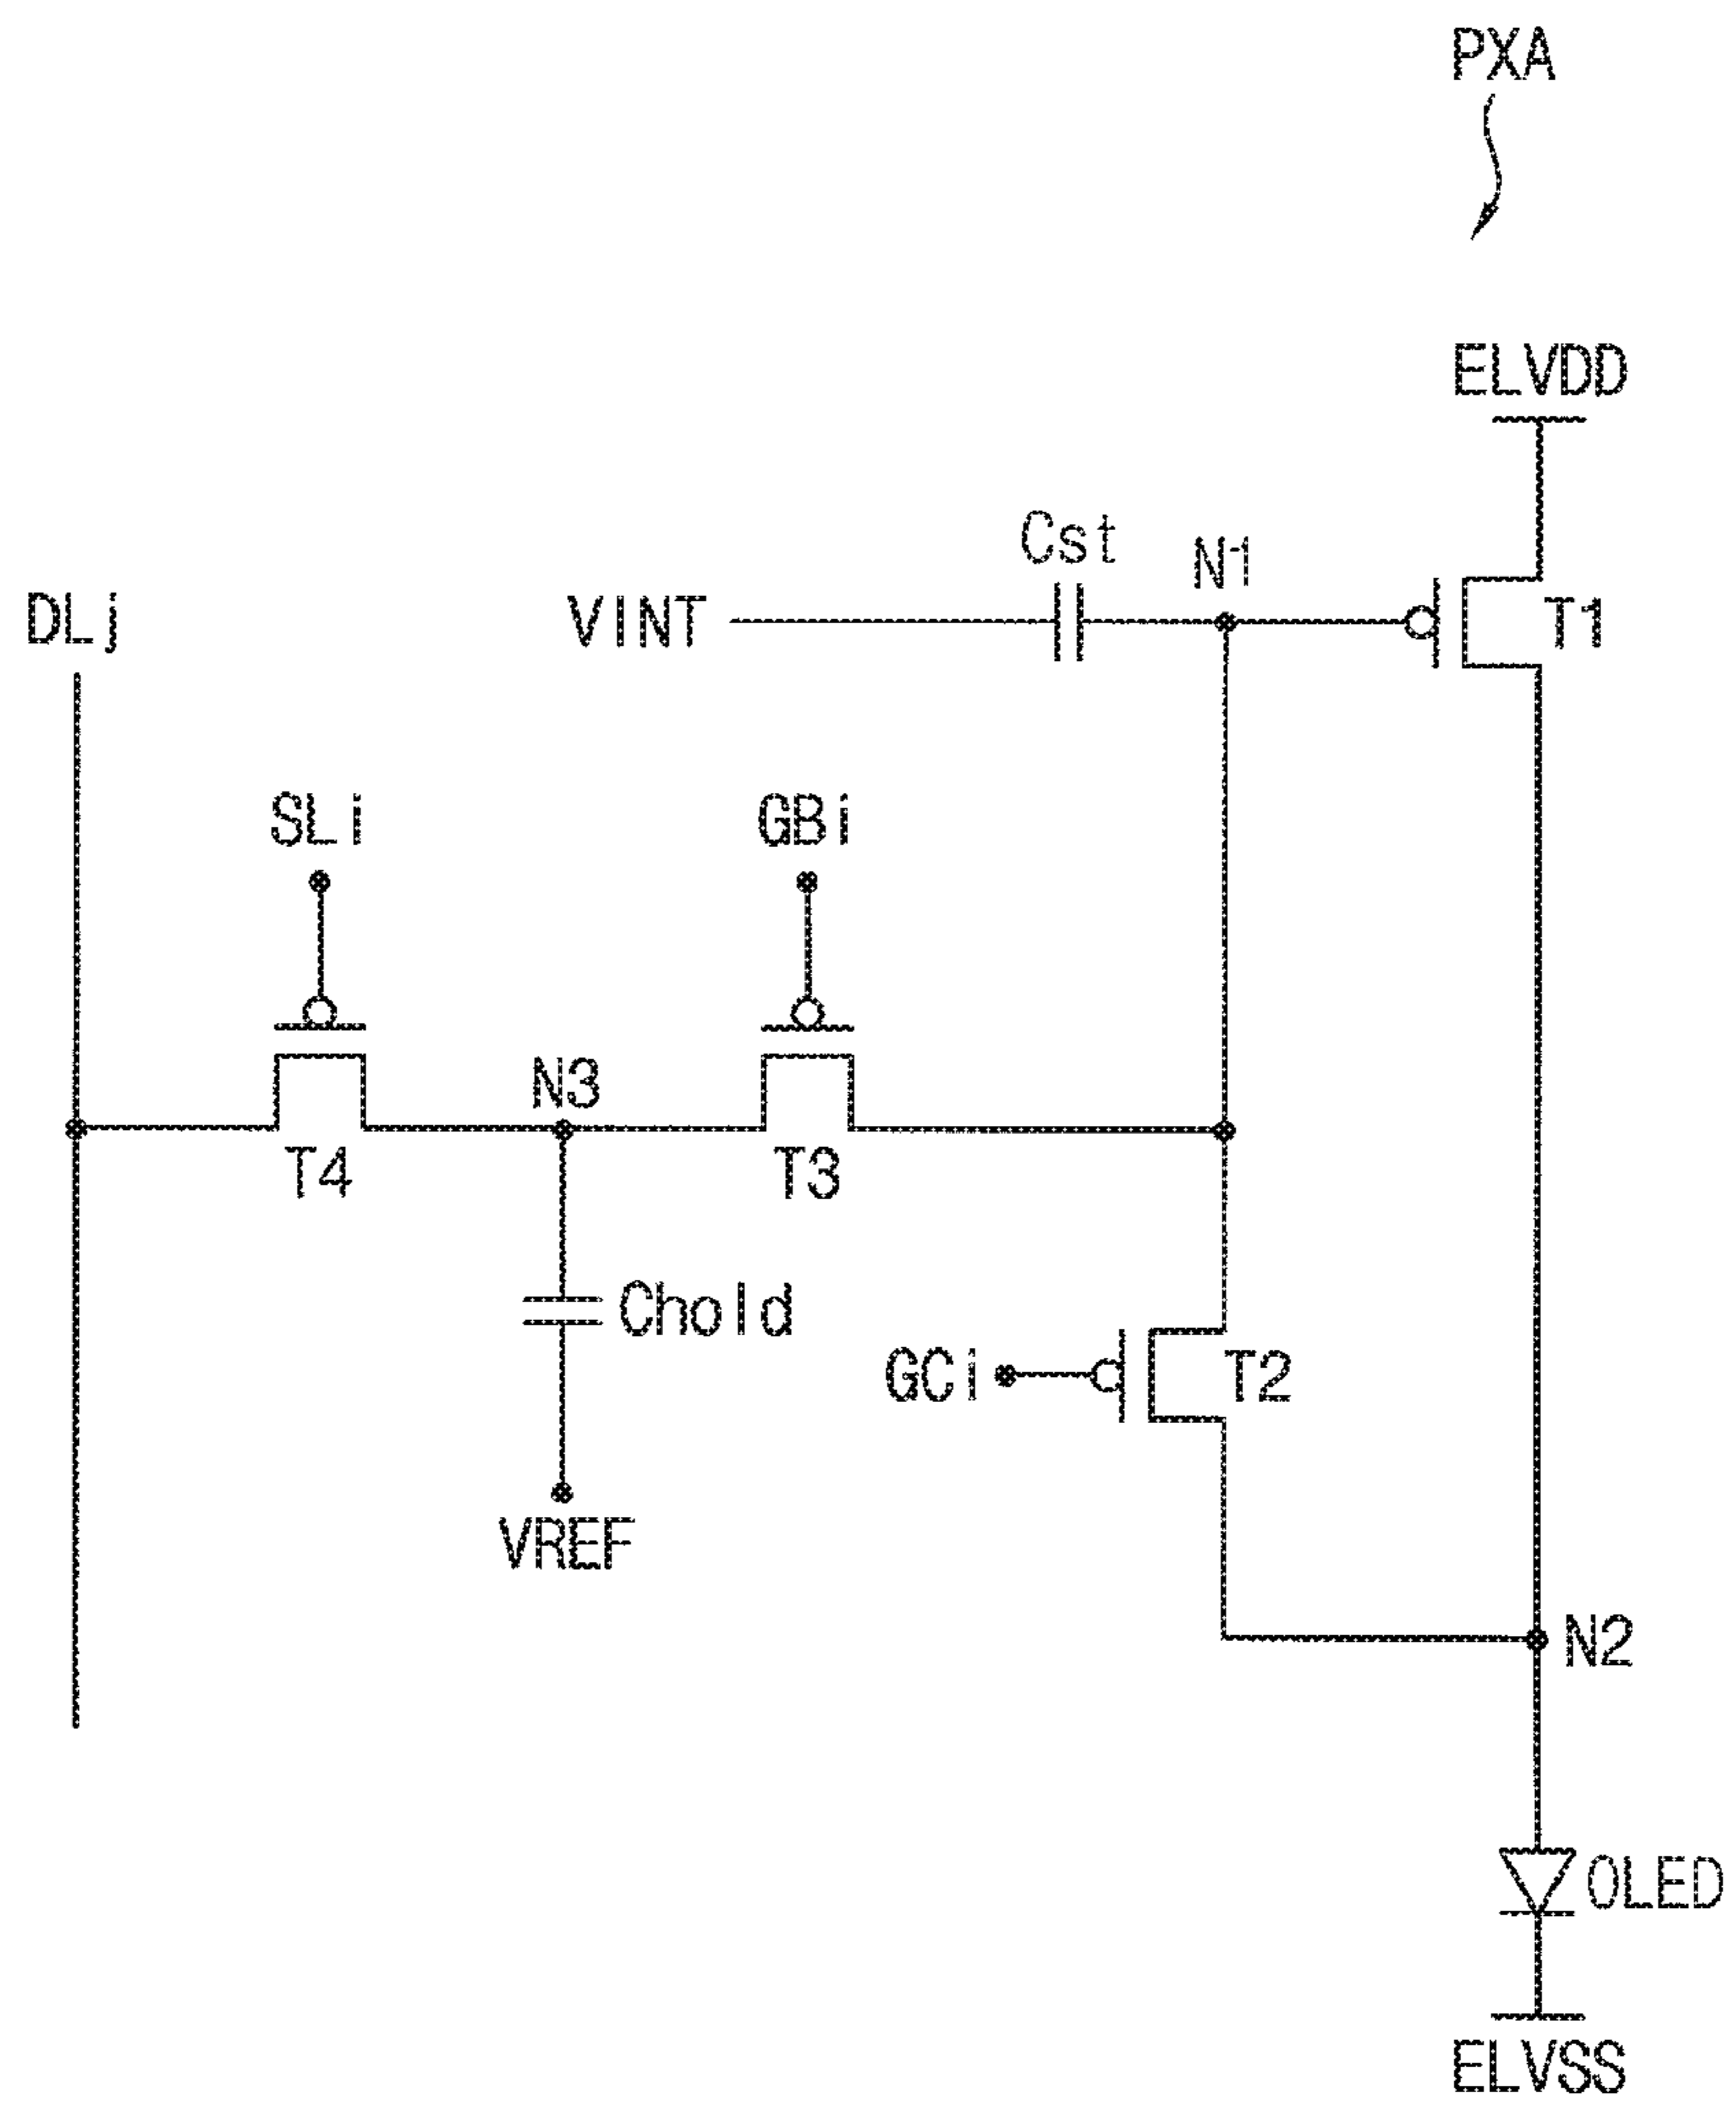 PXA
ELVDD
Cst
N1
DLj
VINT
T1
SLi
GBi
N3
T4
T3
Chold
GCi
T2
VREF
N2
OLED
ELVSS